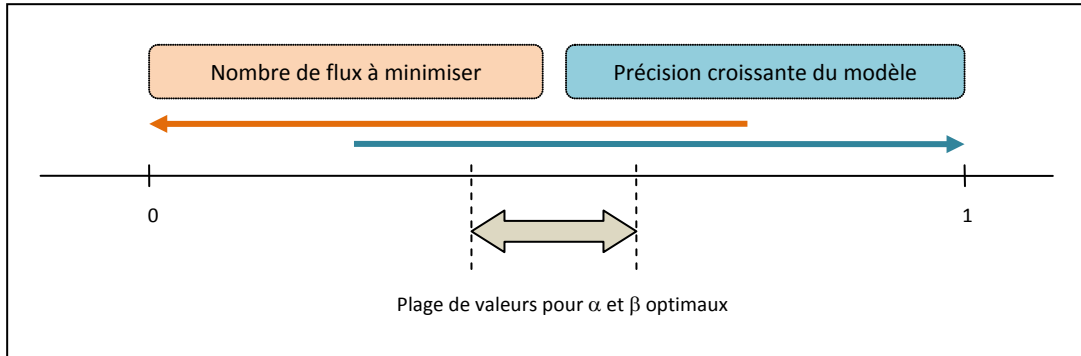 Nombre de flux à minimiser
Précision croissante du modèle
0
1
Plage de valeurs pour α et β optimaux